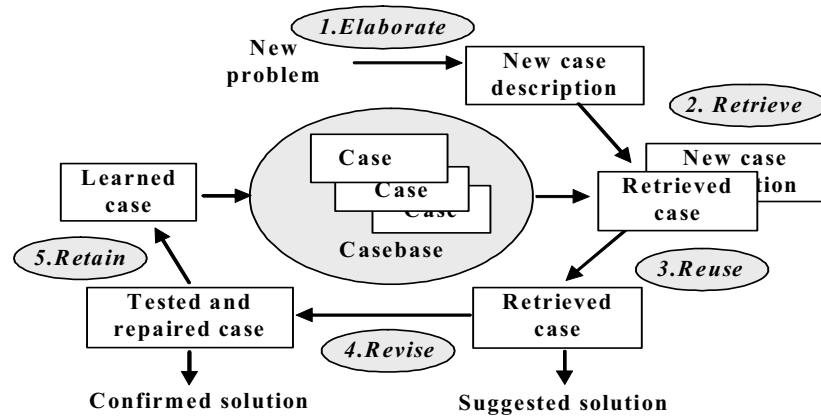 1.Elaborate
New
problem
New case
description
2. Retrieve
New case
Retrieved
case
Case
Case
Case
Casebase
Learned
case
5.Retain
3.Reuse
Tested and
repaired case
Retrieved
case
4.Revise
Confirmed solution
Suggested solution